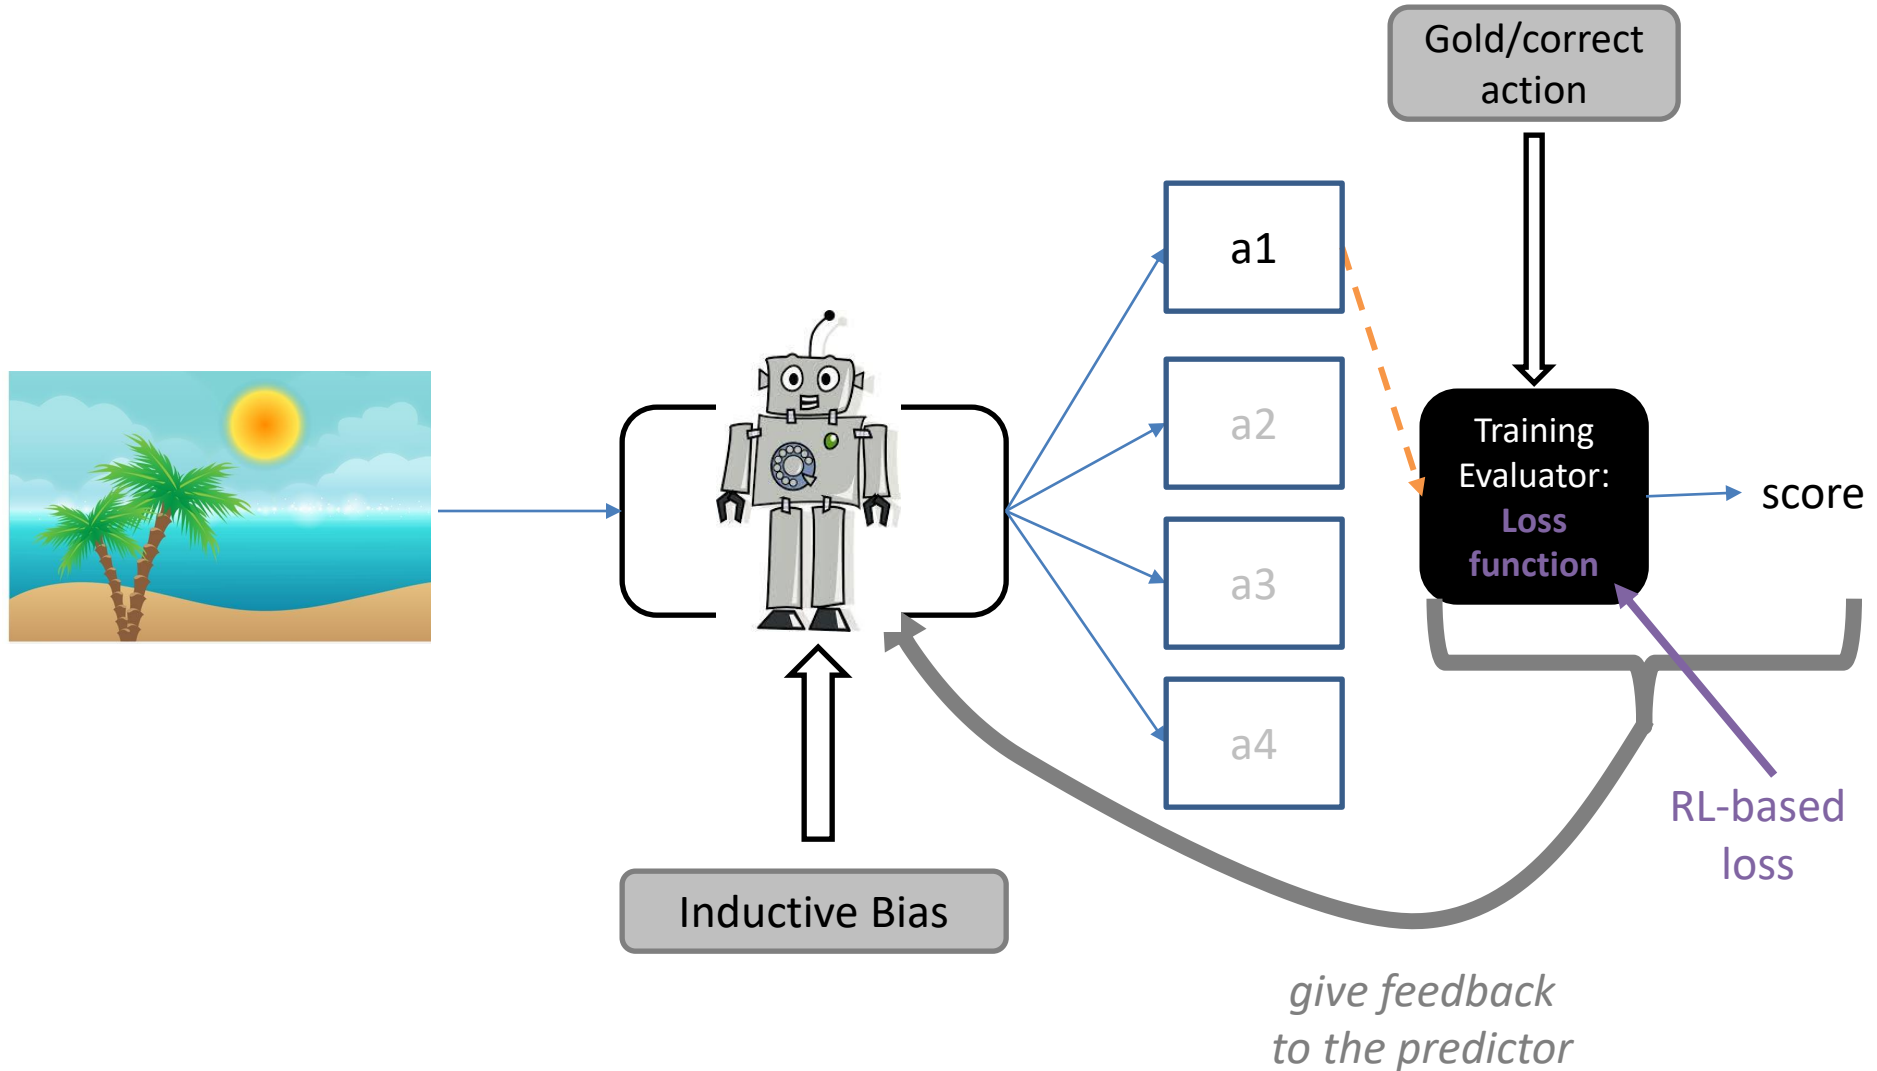 Gold/correct
action
a1
a2
a3
a4
Training
Evaluator:
Loss
function
score
RL-based
loss
Inductive Bias
give feedback
to the predictor